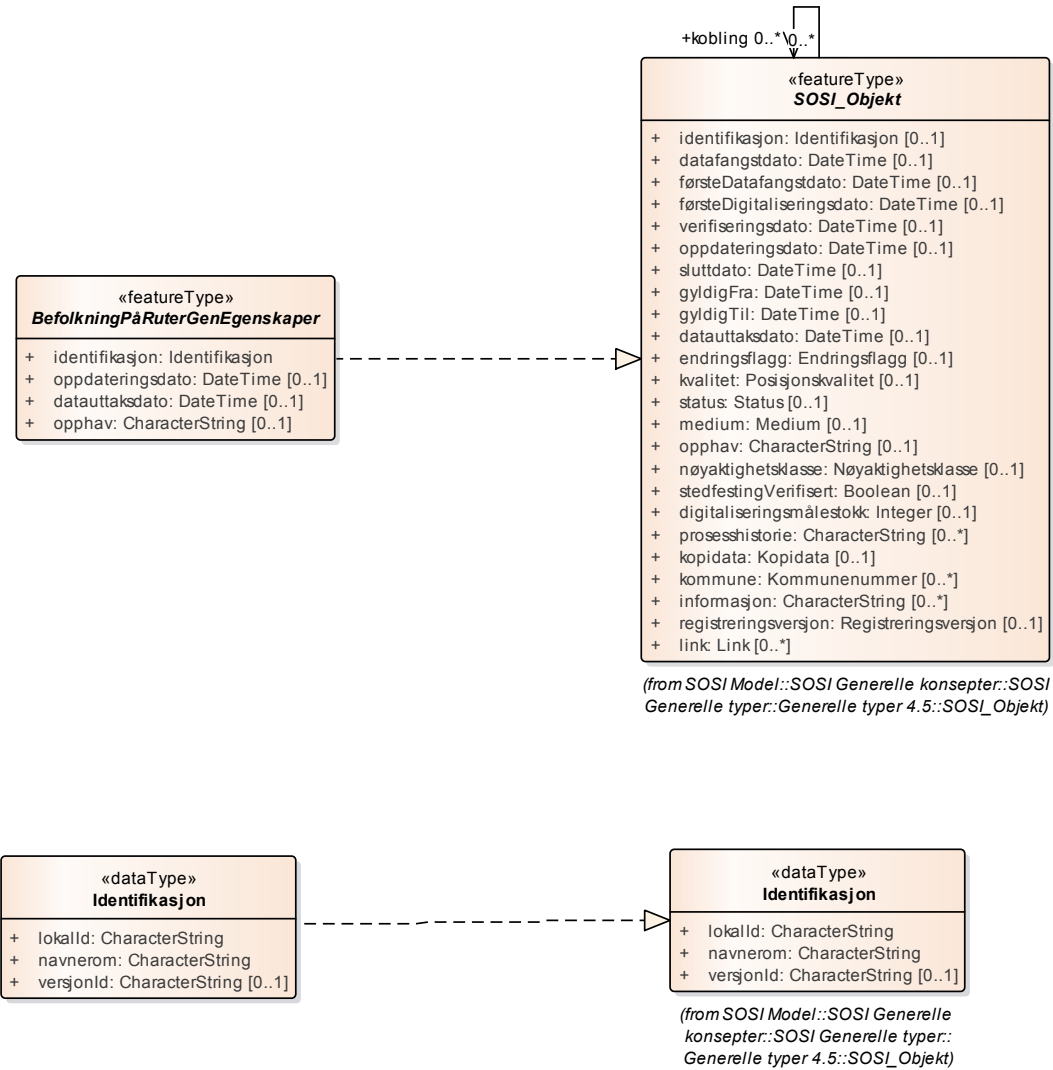 +kobling 0..*
0..*
«featureType»
SOSI_Objekt
+ identifikasjon: Identifikasjon [0..1]
+ datafangstdato: DateTime [0..1]
+førsteDatafangstdato: DateTime [0..1]
+ førsteDigitaliseringsdato: DateTime [0..1]
+ verifiseringsdato: DateTime [0..1]
+ oppdateringsdato: DateTime [0..1]
+ sluttdato: DateTime [0..1]
+ gyldigFra: DateTime [0..1]
+ gyldigTil: DateTime [0..1]
+ datauttaksdato: DateTime [0..1]
+ endringsflagg: Endringsflagg [0..1]
+ kvalitet: Posisjonskvalitet [0..1]
+ status: Status [0..1]
+ medium: Medium [0..1]
+ opphav: CharacterString [0..1]
+ nøyaktighetsklasse: Nøyaktighetsklasse [0..1]
+ stedfestingVerifisert: Boolean [0..1]
+ digitaliseringsmålestokk: Integer [0..1]
+ prosesshistorie: CharacterString [0..*]
+ kopidata: Kopidata [0..1]
+ kommune: Kommunenummer [0..*]
+ informasjon: CharacterString [0..*]
+ registreringsversjon: Registreringsversjon [0..1]
+ link: Link [0..*]
(from SOSI Model::SOSI Generelle konsepter::SOSI
Generelle typer::Generelle typer 4.5::SOSI_Objekt)
«featureType»
BefolkningPåRuterGenEgenskaper
+ identifikasjon: Identifikasjon
+ oppdateringsdato: DateTime [0..1]
+ datauttaksdato: DateTime [0..1]
+ opphav: CharacterString [0..1]
«dataType»
Identifikasjon
+ lokalId: CharacterString
+ navnerom: CharacterString
+ versjonId: CharacterString [0..1]
«dataType»
Identifikasjon
+ lokalId: CharacterString
+ navnerom: CharacterString
+ versjonId: CharacterString [0..1]
(from SOSI Model::SOSI Generelle
konsepter::SOSI Generelle typer::
Generelle typer 4.5::SOSI_Objekt)